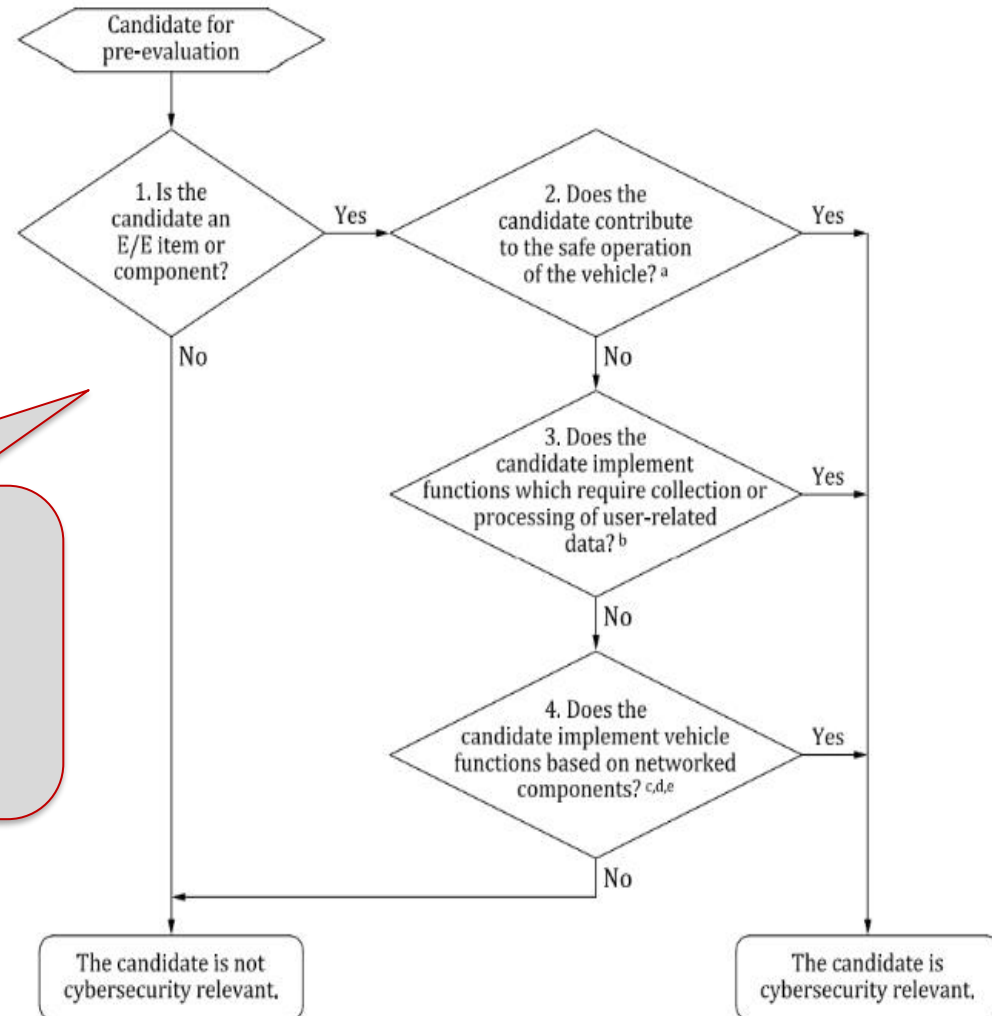 Candidate for
pre-evaluation
1. Is the
candidate an
E/E item or
component?
Yes
No
2. Does the
candidate contribute
to the safe operation
of the vehicle? a
Yes
No
3. Does the
candidate implement
functions which require collection or
processing of user-related
data? b
Yes
No
4. Does the
candidate implement vehicle
functions based on networked
components? c,d,e
Yes
No
The candidate is not
cybersecurity relevant.
The candidate is
cybersecurity relevant.